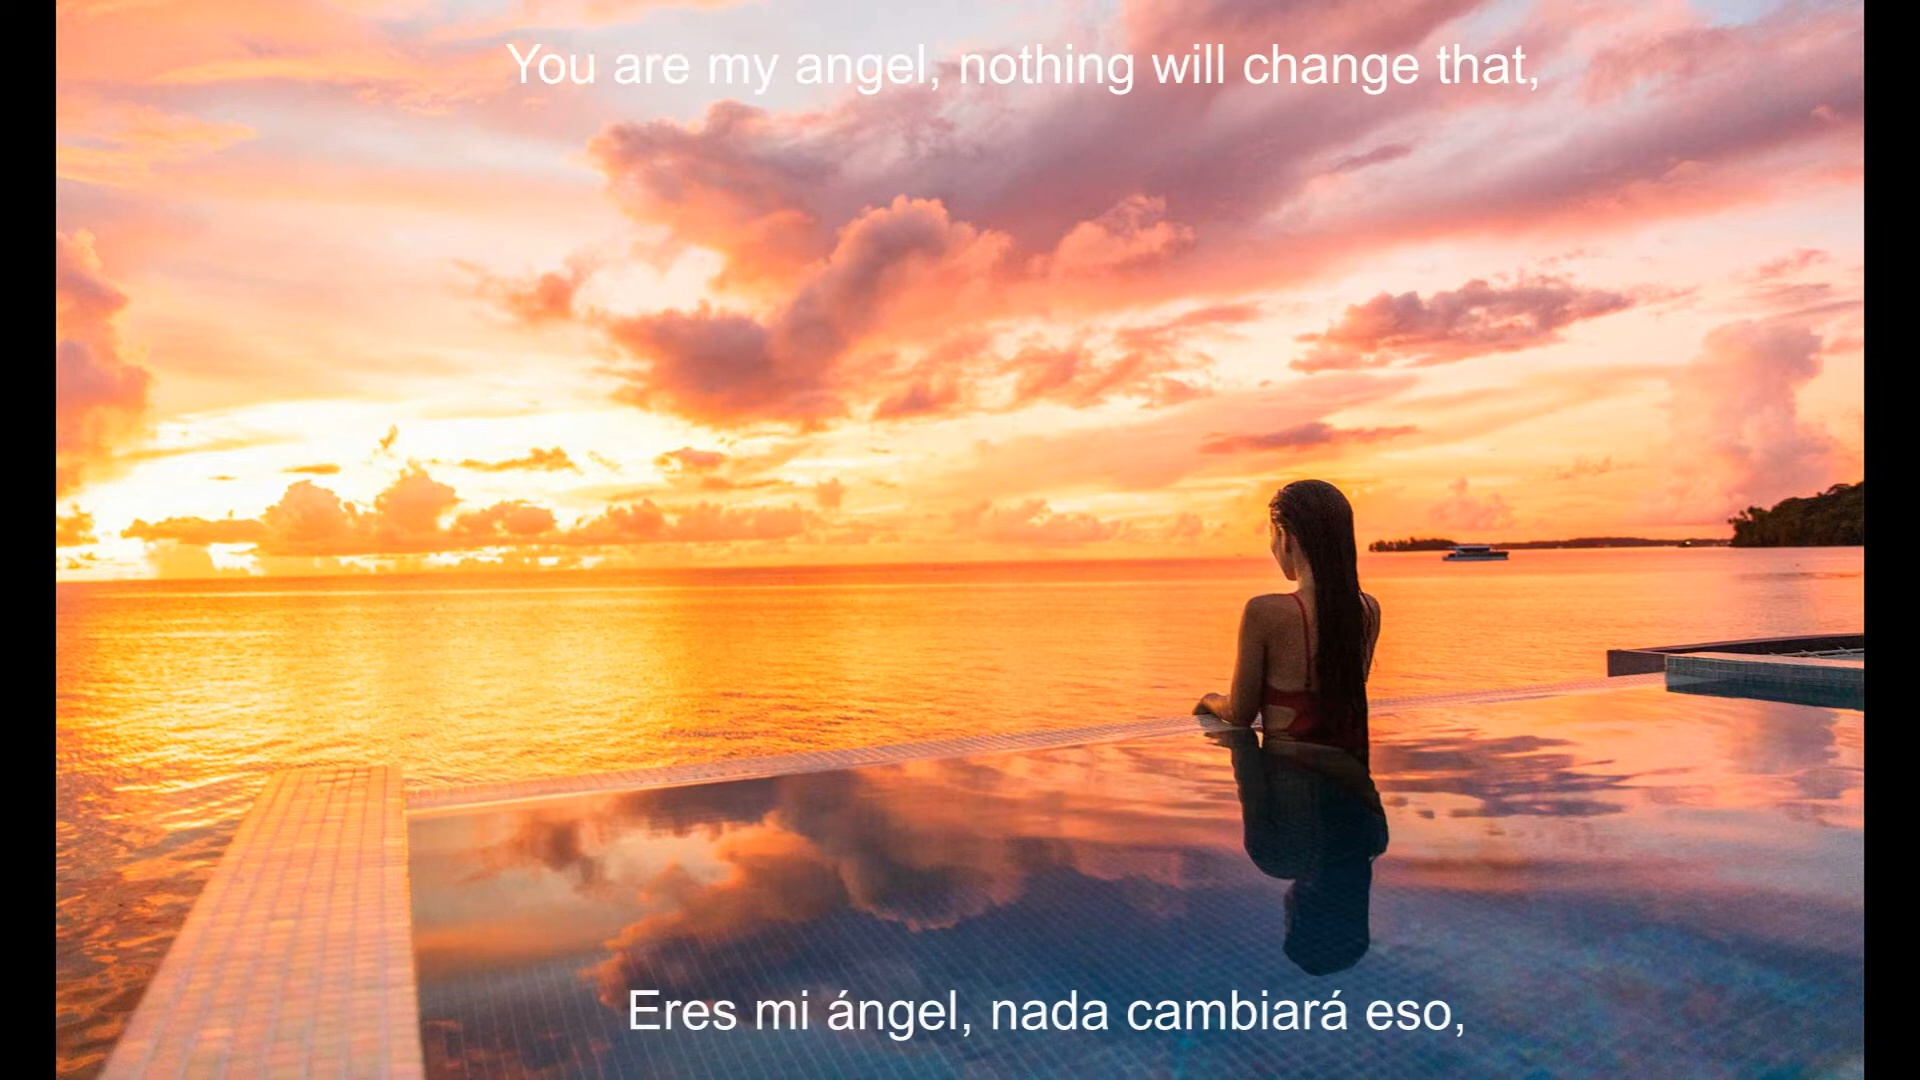 You are my angel, nothing will change that,
Eres mi ángel, nada cambiará eso,